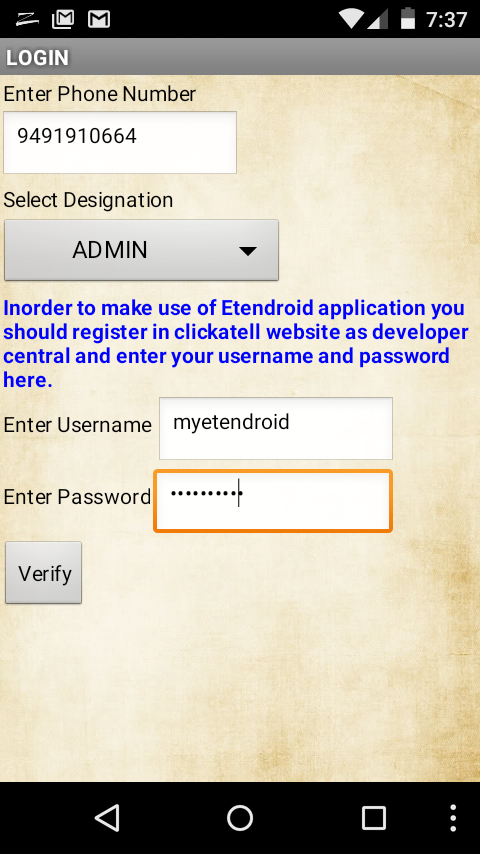 7:37
LOGIN
Enter Phone Number
9491910664
Select Designation
ADMIN
Inorder to make use of Etendroid application you
should register in clickatell website as developer
central and enter your username and password
here.
Enter Username myetendroid
Enter Password ••••••••••
Verify